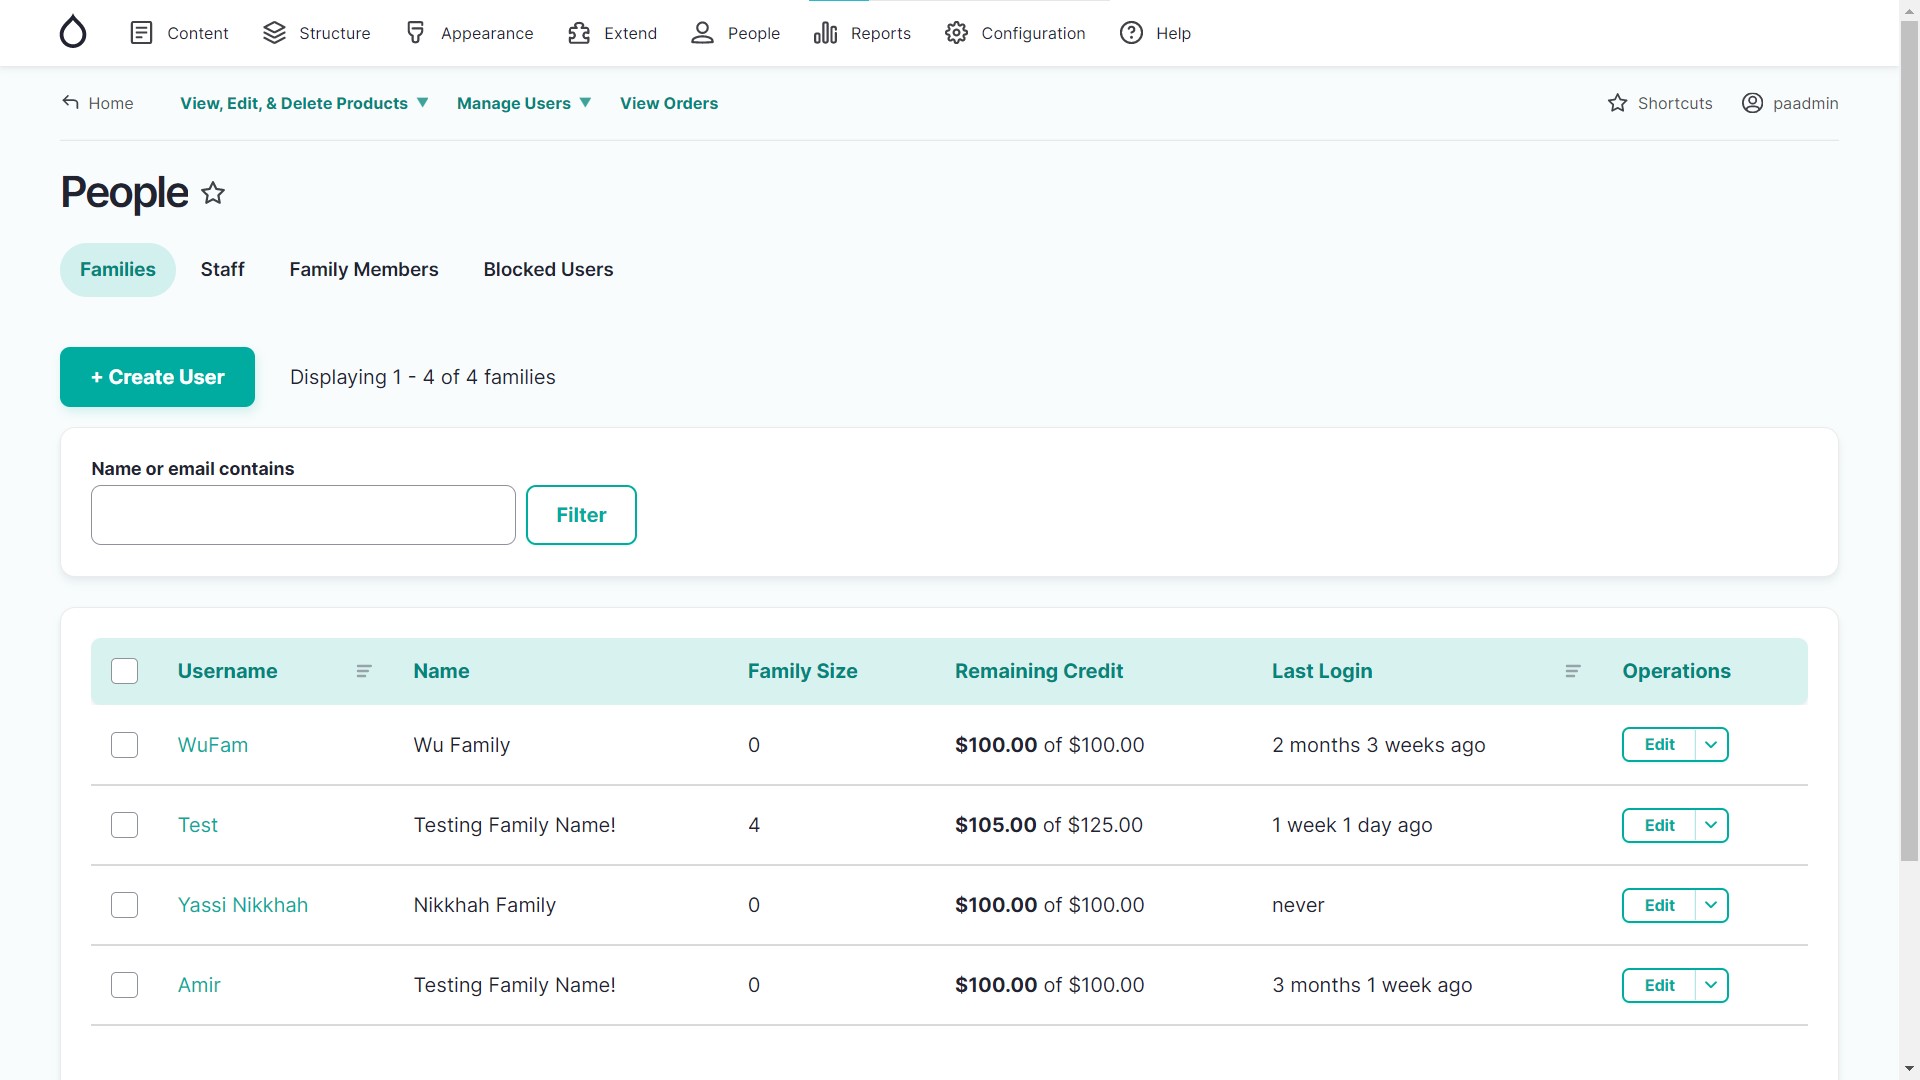 Content Structure Appearance Extend People Reports Configuration Help
Home View, Edit, & Delete Products ▼ Manage Users ▼ View Orders Shortcuts paadmin
People
Families Staff Family Members Blocked Users
+ Create User Displaying 1 - 4 of 4 families
Name or email contains
Filter
Username Name Family Size Remaining Credit Last Login Operations
WuFam Wu Family 0 $100.00 of $100.00 2 months 3 weeks ago Edit
Test Testing Family Name! 4 $105.00 of $125.00 1 week 1 day ago Edit
Yassi Nikkhah Nikkhah Family 0 $100.00 of $100.00 never Edit
Amir Testing Family Name! 0 $100.00 of $100.00 3 months 1 week ago Edit